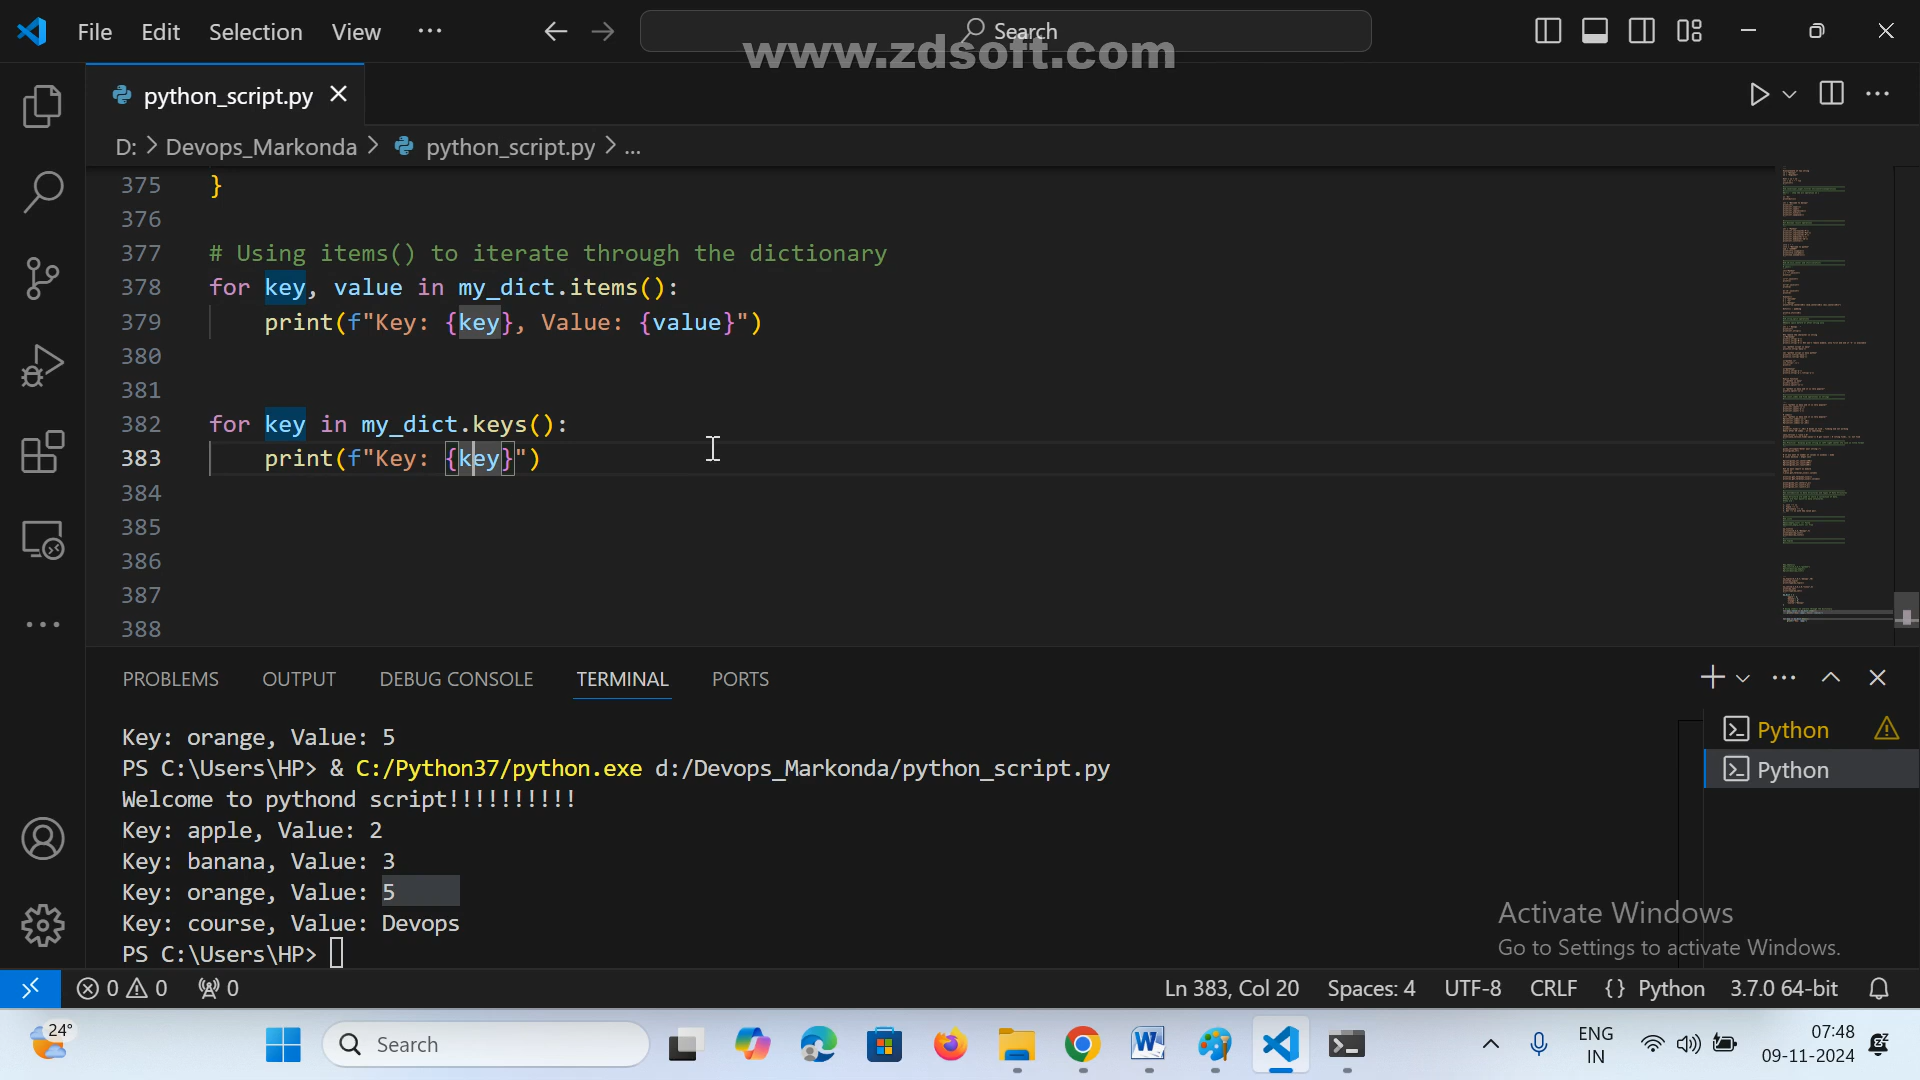 File Edit Selection View ···
Search
www.zdsoft.com
python_script.py
D: > Devops_Markonda > python_script.py > ...
375 }
376
377 # Using items() to iterate through the dictionary
378 for key, value in my_dict.items():
379 print(f"Key: {key}, Value: {value}")
380
381
382 for key in my_dict.keys():
383 print(f"Key: {key}")
384
385
386
387
388
PROBLEMS OUTPUT DEBUG CONSOLE TERMINAL PORTS
Key: orange, Value: 5
PS C:\Users\HP> & C:/Python37/python.exe d:/Devops_Markonda/python_script.py
Welcome to pythond script!!!!!!!!!!
Key: apple, Value: 2
Key: banana, Value: 3
Key: orange, Value: 5
Key: course, Value: Devops
PS C:\Users\HP>
Python
Python
Activate Windows
Go to Settings to activate Windows.
0 0 0 Ln 383, Col 20 Spaces: 4 UTF-8 CRLF {} Python 3.7.0 64-bit
24°
Search
ENG
IN
07:48
09-11-2024